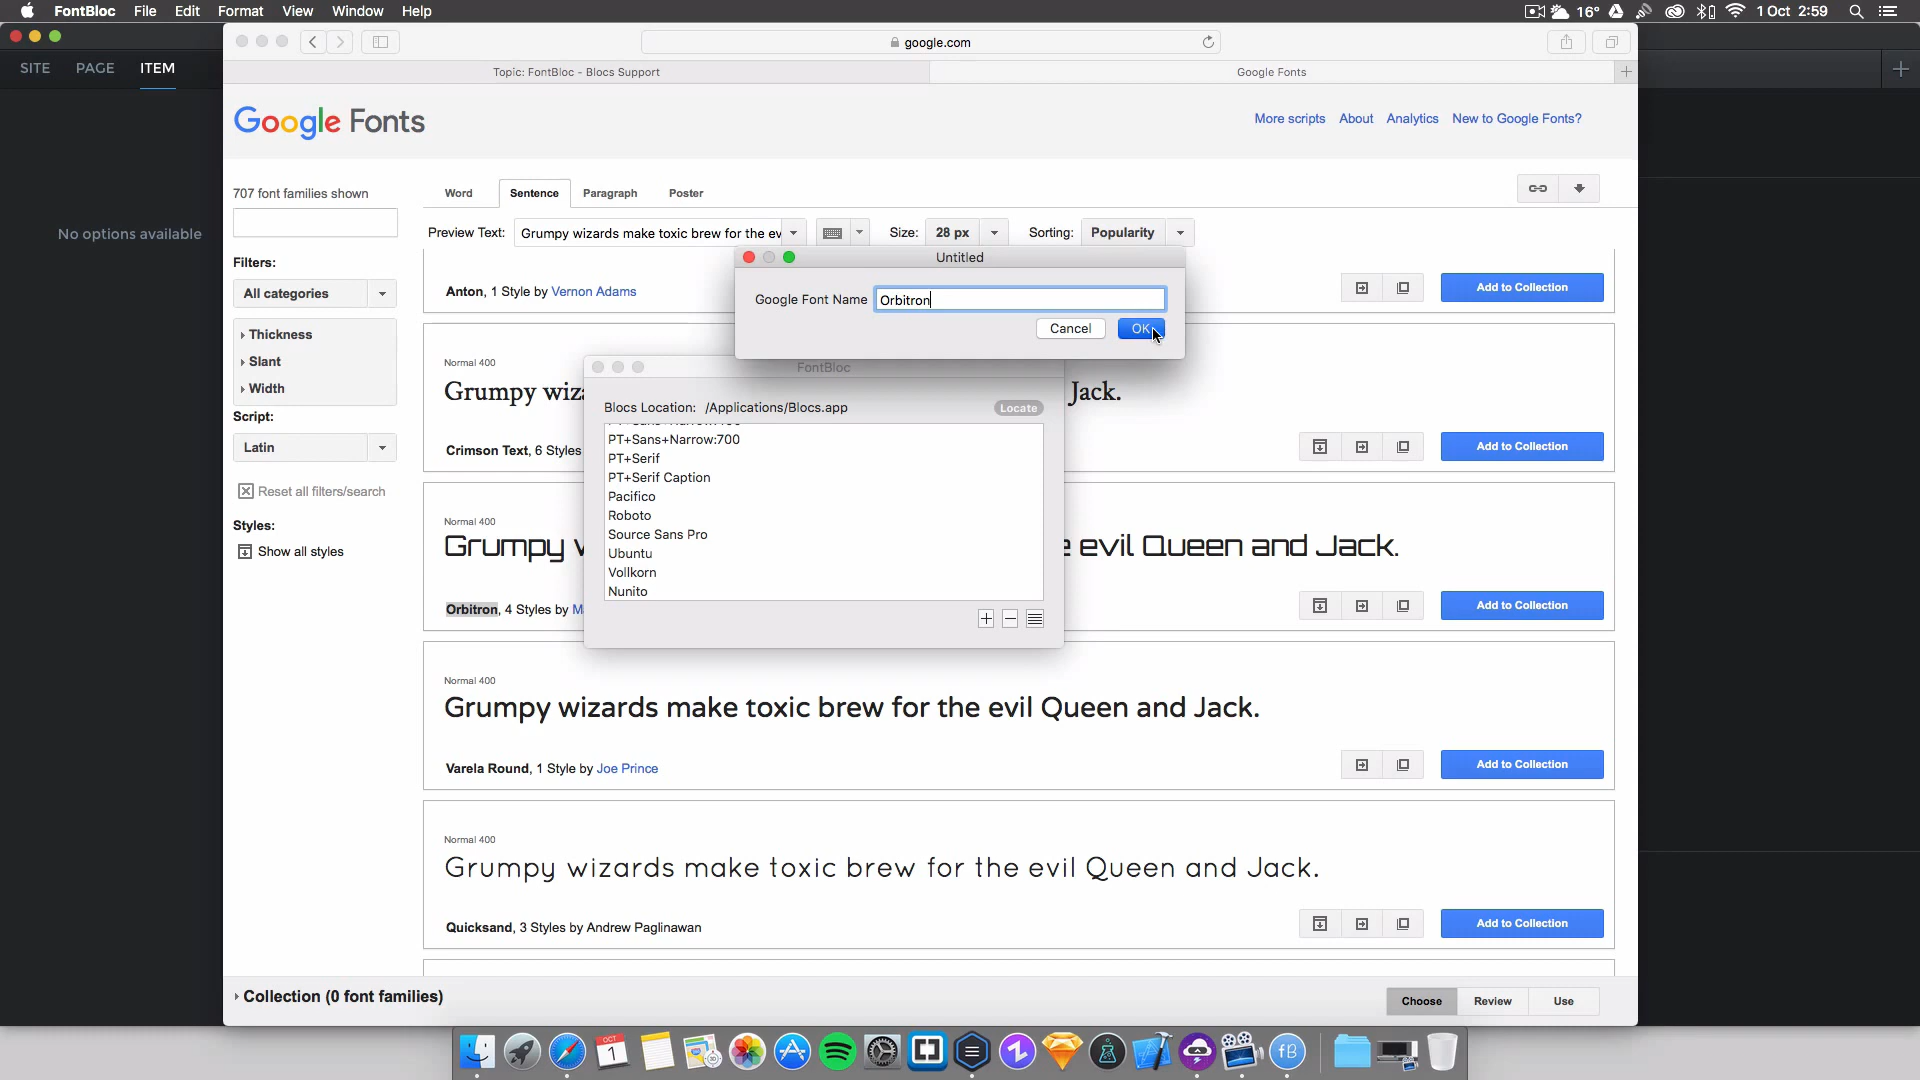 FontBloc File Edit Format View Window Help
16° 1 Oct 2:59
google.com
SITE PAGE ITEM
Topic: FontBloc - Blocs Support
Google Fonts
Google Fonts
More scripts About Analytics New to Google Fonts?
707 font families shown
Word Sentence Paragraph Poster
No options available
Preview Text: Grumpy wizards make toxic brew for the ev
Size: 28 px
Sorting: Popularity
Filters:
All categories
Thickness
Slant
Width
Script:
Latin
Reset all filters/search
Styles:
Show all styles
Untitled
Google Font Name Orbitron
Cancel OK
Anton, 1 Style by Vernon Adams
Add to Collection
Normal 400
Grumpy wiz Jack.
Crimson Text, 6 Styles
Add to Collection
FontBloc
Blocs Location: /Applications/Blocs.app
Locate
PT+Sans+Narrow:700
PT+Serif
PT+Serif Caption
Pacifico
Roboto
Source Sans Pro
Ubuntu
Vollkorn
Nunito
Normal 400
Grumpy evil Queen and Jack.
Orbitron, 4 Styles by M
Add to Collection
Normal 400
Grumpy wizards make toxic brew for the evil Queen and Jack.
Varela Round, 1 Style by Joe Prince
Add to Collection
Normal 400
Grumpy wizards make toxic brew for the evil Queen and Jack.
Quicksand, 3 Styles by Andrew Paglinawan
Add to Collection
Collection (0 font families)
Choose Review Use
OCT
1
fB